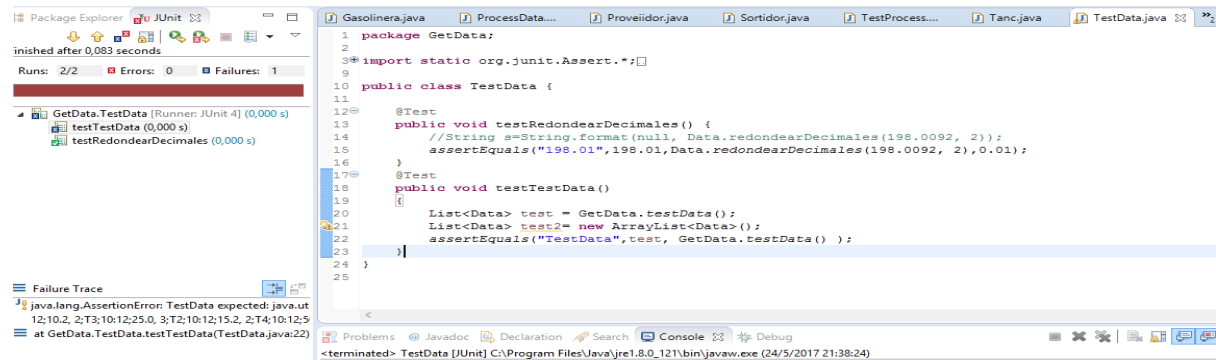 Package Explorer JUnit
Finished after 0,083 seconds
Runs: 2/2 Errors: 0 Failures: 1
GetData.TestData [Runner: JUnit 4] (0,000 s)
testTestData (0,000 s)
testRedondearDecimales (0,000 s)
Failure Trace
java.lang.AssertionError: TestData expected: java.ut
12;10.2, 2;T3;10:12;25.0, 3;T2;10:12;15.2, 2;T4;10:12;5
at GetData.TestData.testTestData(TestData.java:22)
Gasolinera.java ProcessData.... Proveiidor.java Sortidor.java TestProcess.... Tanc.java TestData.java »2
1 package GetData;
2
3 import static org.junit.Assert.*;
9
10 public class TestData {
11
12 @Test
13 public void testRedondearDecimales() {
14 //String s=String.format(null, Data.redondearDecimales(198.0092, 2));
15 assertEquals("198.01",198.01,Data.redondearDecimales(198.0092, 2),0.01);
16 }
17 @Test
18 public void testTestData()
19 {
20 List<Data> test = GetData.testData();
21 List<Data> test2= new ArrayList<Data>();
22 assertEquals("TestData",test, GetData.testData() );
23 }
24 }
25
Problems @ Javadoc Declaration Search Console Debug
<terminated> TestData [JUnit] C:\Program Files\Java\jre1.8.0_121\bin\javaw.exe (24/5/2017 21:38:24)